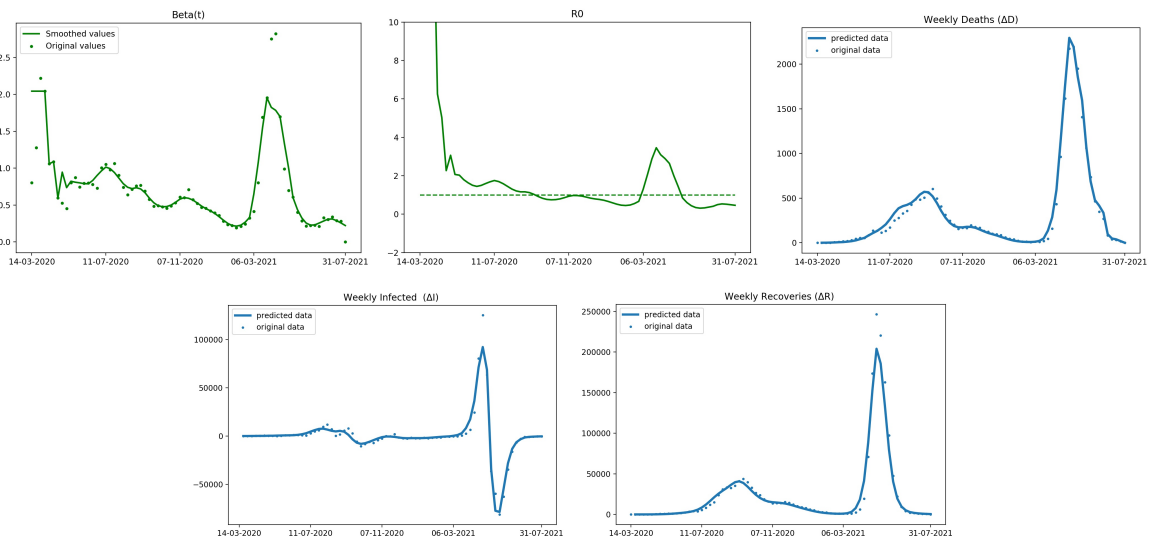 Beta(t)
Smoothed values
Original values
2.5
2.0
1.5
1.0
0.5
0.0
14-03-2020 11-07-2020 07-11-2020 06-03-2021 31-07-2021
R0
10
8
6
4
2
0
−2
14-03-2020 11-07-2020 07-11-2020 06-03-2021 31-07-2021
Weekly Deaths (ΔD)
predicted data
original data
2000
1500
1000
500
0
14-03-2020 11-07-2020 07-11-2020 06-03-2021 31-07-2021
Weekly Infected (ΔI)
predicted data
original data
100000
50000
0
−50000
14-03-2020 11-07-2020 07-11-2020 06-03-2021 31-07-2021
Weekly Recoveries (ΔR)
predicted data
original data
250000
200000
150000
100000
50000
0
14-03-2020 11-07-2020 07-11-2020 06-03-2021 31-07-2021